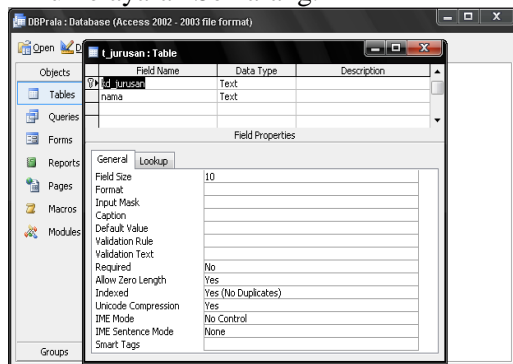 DBPrala : Database (Access 2002 - 2003 file format)
Open D
t_jurusan : Table
Objects
Tables
Queries
Forms
Reports
Pages
Macros
Modules
Groups
Field Name Data Type Description
td_jurusan Text
nama Text
Field Properties
General Lookup
Field Size 10
Format
Input Mask
Caption
Default Value
Validation Rule
Validation Text
Required No
Allow Zero Length Yes
Indexed Yes (No Duplicates)
Unicode Compression Yes
IME Mode No Control
IME Sentence Mode None
Smart Tags